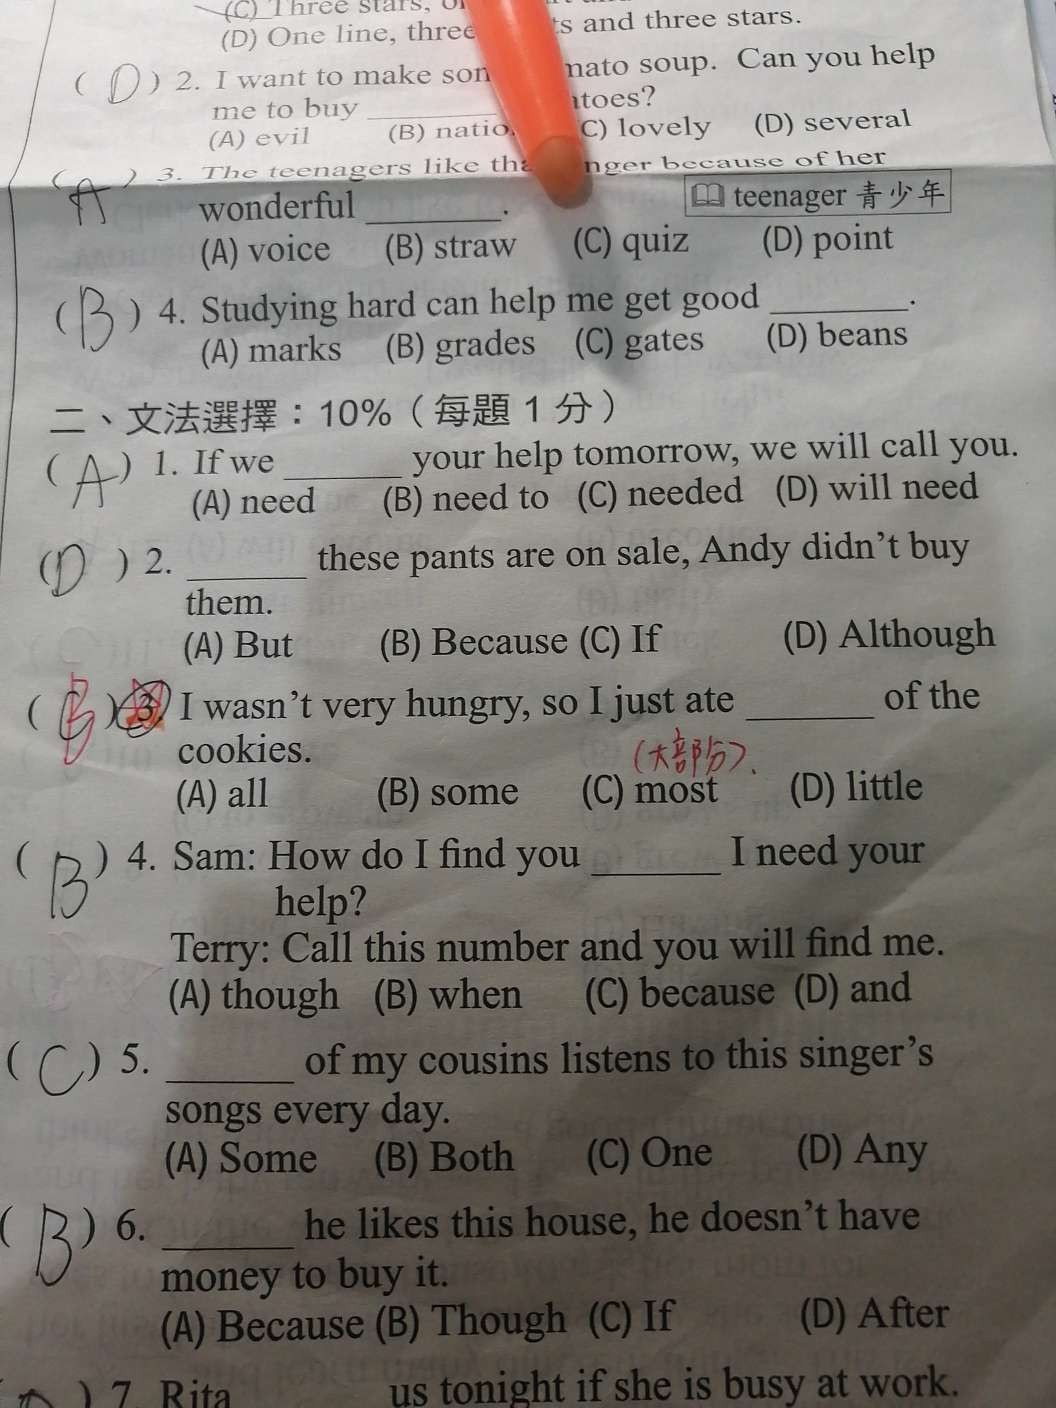 (C) Three stars,
(D) One line, three and three stars.
( D ) 2. I want to make soup. Can you help
me to buy ______
(A) evil (B) (C) lovely (D) several
( A ) 3. The teenagers like because of her
wonderful ______. teenager 青少年
(A) voice (B) straw (C) quiz (D) point
( B ) 4. Studying hard can help me get good ______.
(A) marks (B) grades (C) gates (D) beans
二、文法選擇：10%（每題 1 分）
( A ) 1. If we ______ your help tomorrow, we will call you.
(A) need (B) need to (C) needed (D) will need
( D ) 2. ______ these pants are on sale, Andy didn't buy
them.
(A) But (B) Because (C) If (D) Although
( B ) 3. I wasn't very hungry, so I just ate ______ of the
cookies. (大部分).
(A) all (B) some (C) most (D) little
( B ) 4. Sam: How do I find you ______ I need your
help?
Terry: Call this number and you will find me.
(A) though (B) when (C) because (D) and
( C ) 5. ______ of my cousins listens to this singer's
songs every day.
(A) Some (B) Both (C) One (D) Any
( B ) 6. ______ he likes this house, he doesn't have
money to buy it.
(A) Because (B) Though (C) If (D) After
) 7. Rita ______ us tonight if she is busy at work.